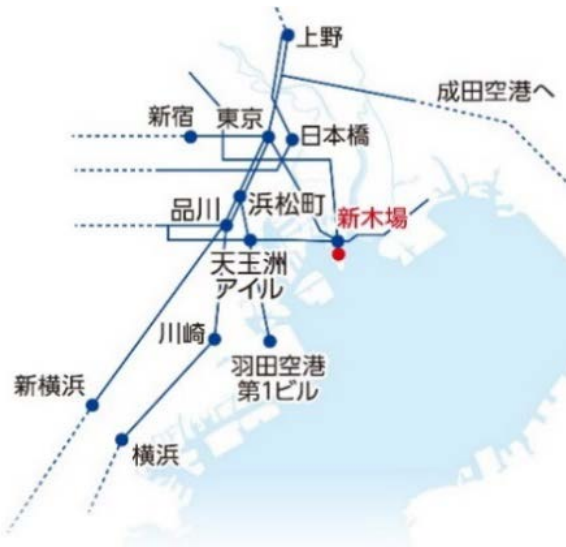 上野
成田空港へ
新宿
東京
日本橋
品川
浜松町
新木場
天王洲
アイル
川崎
羽田空港
第1ビル
新横浜
横浜